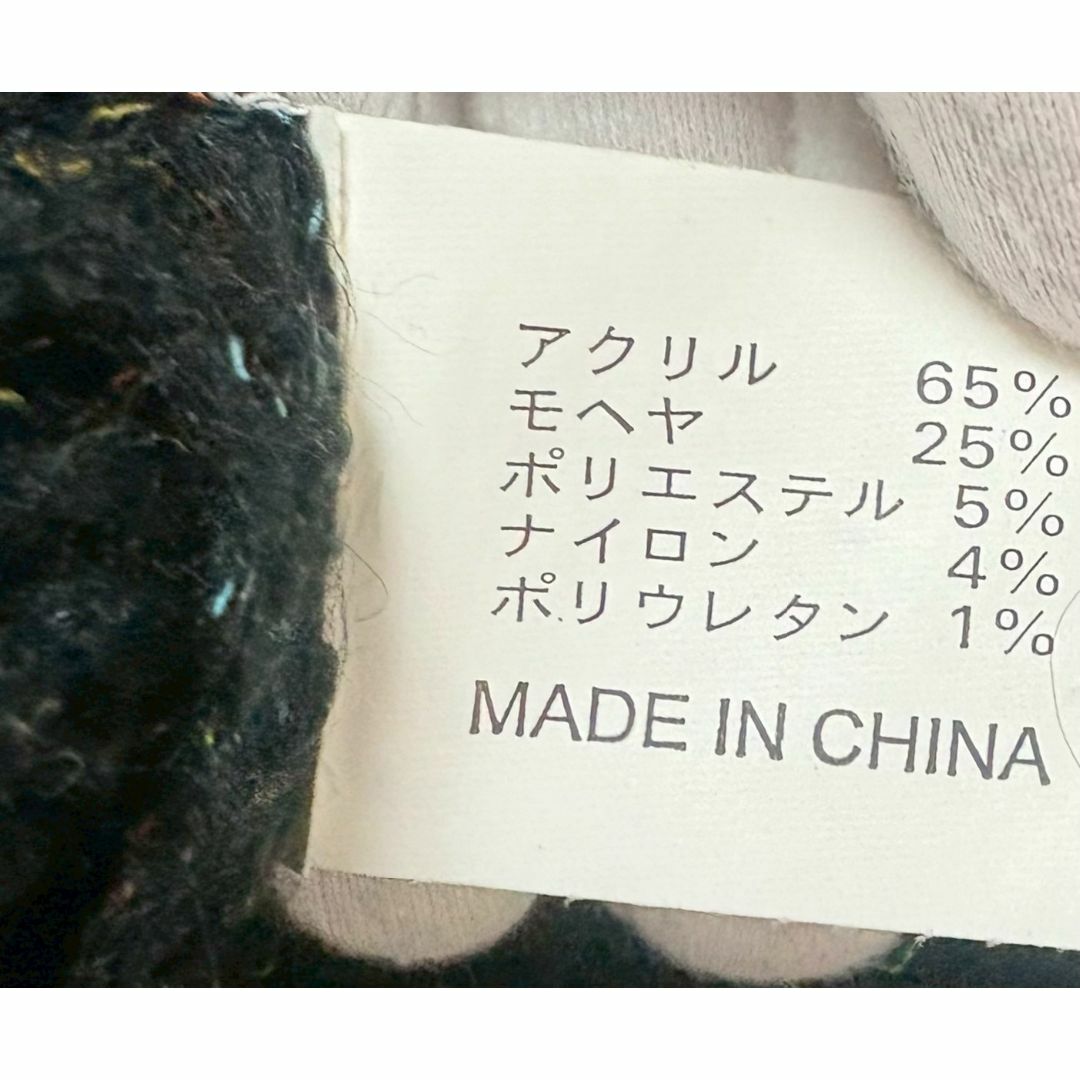 アクリル 65%
モヘヤ 25%
ポリエステル 5%
ナイロン 4%
ポリウレタン 1%
MADE IN CHINA